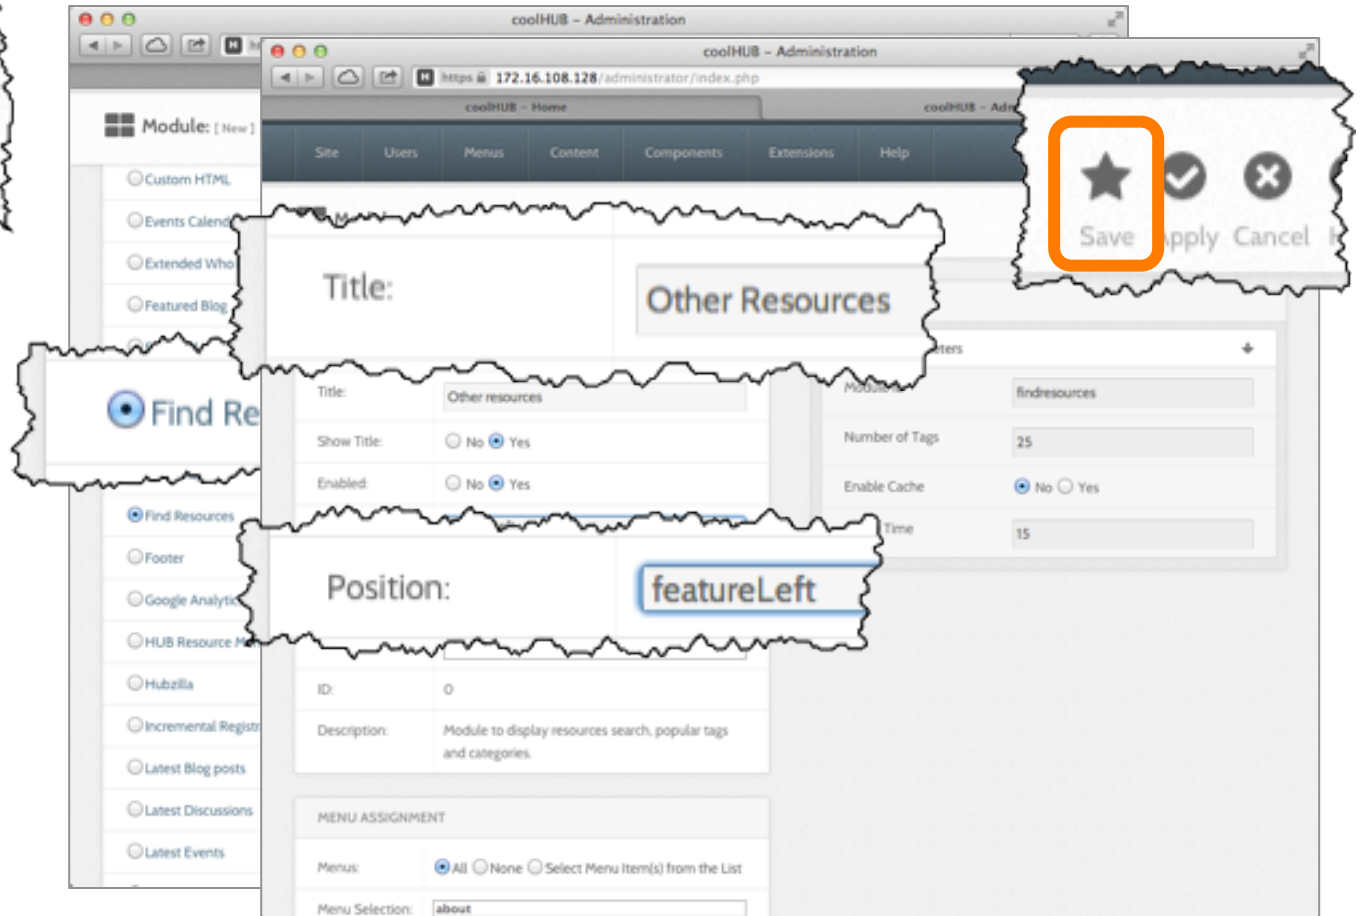 coolHUB – Administration
coolHUB – Administration
https 172.16.108.128/administrator/index.php
coolHUB – Home
coolHUB –
Site Users Menus Content Components Extensions Help
Save Apply Cancel
Module: [ New ]
Custom HTML
Events
Extended Who
Featured Blog
Title: Other Resources
Find
Title: Other resources
Show Title: No Yes
Enabled: No Yes
findresources
Number of Tags 25
Enable Cache No Yes
Time 15
Position: featureLeft
Find Resources
Footer
Google
HUB Resource
Hubzilla
Incremental
Latest Blog posts
Latest Discussions
Latest Events
ID: 0
Description: Module to display resources search, popular tags
and categories.
MENU ASSIGNMENT
Menus: All None Select Menu Item(s) from the List
Menu Selection: about